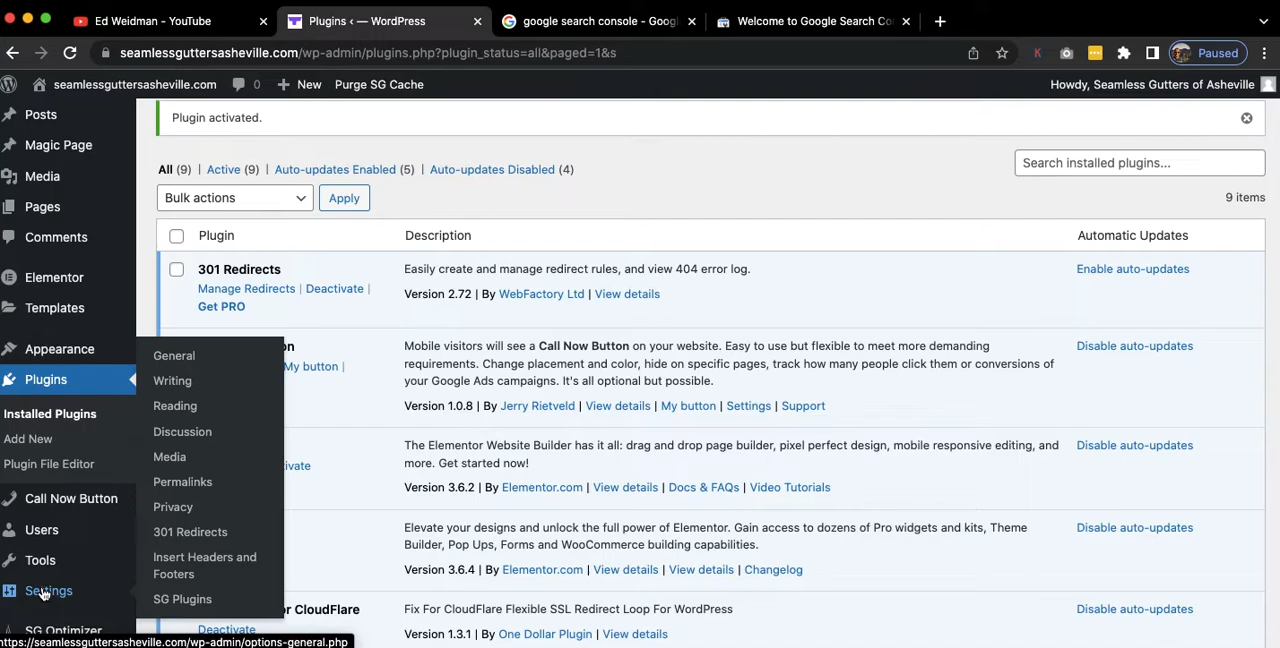 Ed Weidman - YouTube
Plugins ‹ — WordPress
google search console - Goog
Welcome to Google Search Co
seamlessguttersasheville.com/wp-admin/plugins.php?plugin_status=all&paged=1&s
K
Paused
seamlessguttersasheville.com
0
New
Purge SG Cache
Howdy, Seamless Gutters of Asheville
Posts
Magic Page
Media
Pages
Comments
Elementor
Templates
Appearance
Plugins
Installed Plugins
Add New
Plugin File Editor
Call Now Button
Users
Tools
Settings
SG Optimizer
General
Writing
Reading
Discussion
Media
Permalinks
Privacy
301 Redirects
Insert Headers and
Footers
SG Plugins
Plugin activated.
All (9) | Active (9) | Auto-updates Enabled (5) | Auto-updates Disabled (4)
Search installed plugins...
Bulk actions
Apply
9 items
Plugin
Description
Automatic Updates
301 Redirects
Manage Redirects | Deactivate |
Get PRO
Easily create and manage redirect rules, and view 404 error log.
Version 2.72 | By WebFactory Ltd | View details
Enable auto-updates
My button |
Mobile visitors will see a Call Now Button on your website. Easy to use but flexible to meet more demanding
requirements. Change placement and color, hide on specific pages, track how many people click them or conversions of
your Google Ads campaigns. It's all optional but possible.
Version 1.0.8 | By Jerry Rietveld | View details | My button | Settings | Support
Disable auto-updates
The Elementor Website Builder has it all: drag and drop page builder, pixel perfect design, mobile responsive editing, and
more. Get started now!
Version 3.6.2 | By Elementor.com | View details | Docs & FAQs | Video Tutorials
Disable auto-updates
Elevate your designs and unlock the full power of Elementor. Gain access to dozens of Pro widgets and kits, Theme
Builder, Pop Ups, Forms and WooCommerce building capabilities.
Version 3.6.4 | By Elementor.com | View details | View details | Changelog
Disable auto-updates
CloudFlare
Deactivate
Fix For CloudFlare Flexible SSL Redirect Loop For WordPress
Version 1.3.1 | By One Dollar Plugin | View details
Disable auto-updates
https://seamlessguttersasheville.com/wp-admin/options-general.php